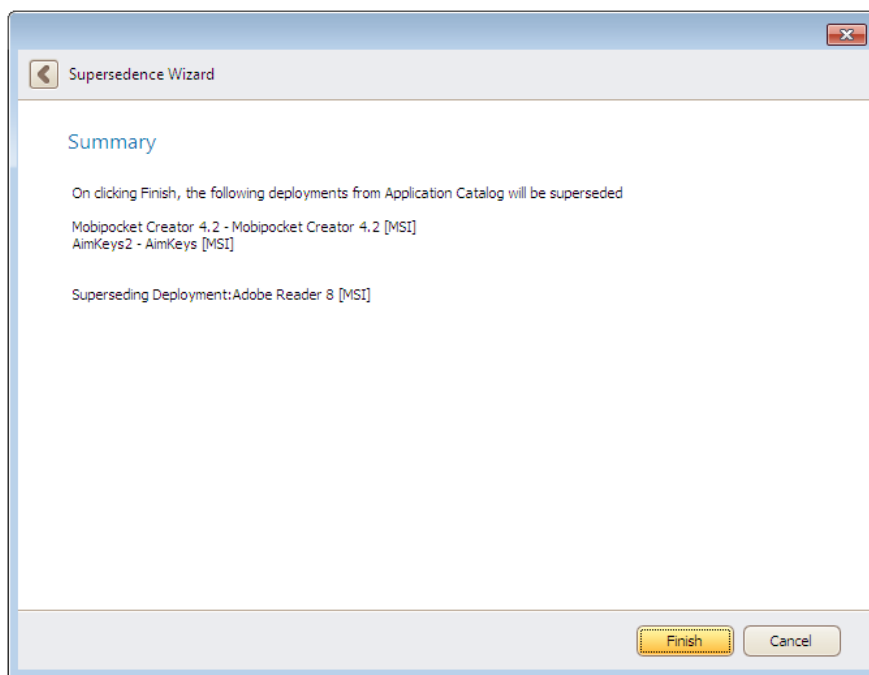 Supersedence Wizard
Summary
On clicking Finish, the following deployments from Application Catalog will be superseded
Mobipocket Creator 4.2 - Mobipocket Creator 4.2 [MSI]
AimKeys2 - AimKeys [MSI]
Superseding Deployment:Adobe Reader 8 [MSI]
Finish
Cancel